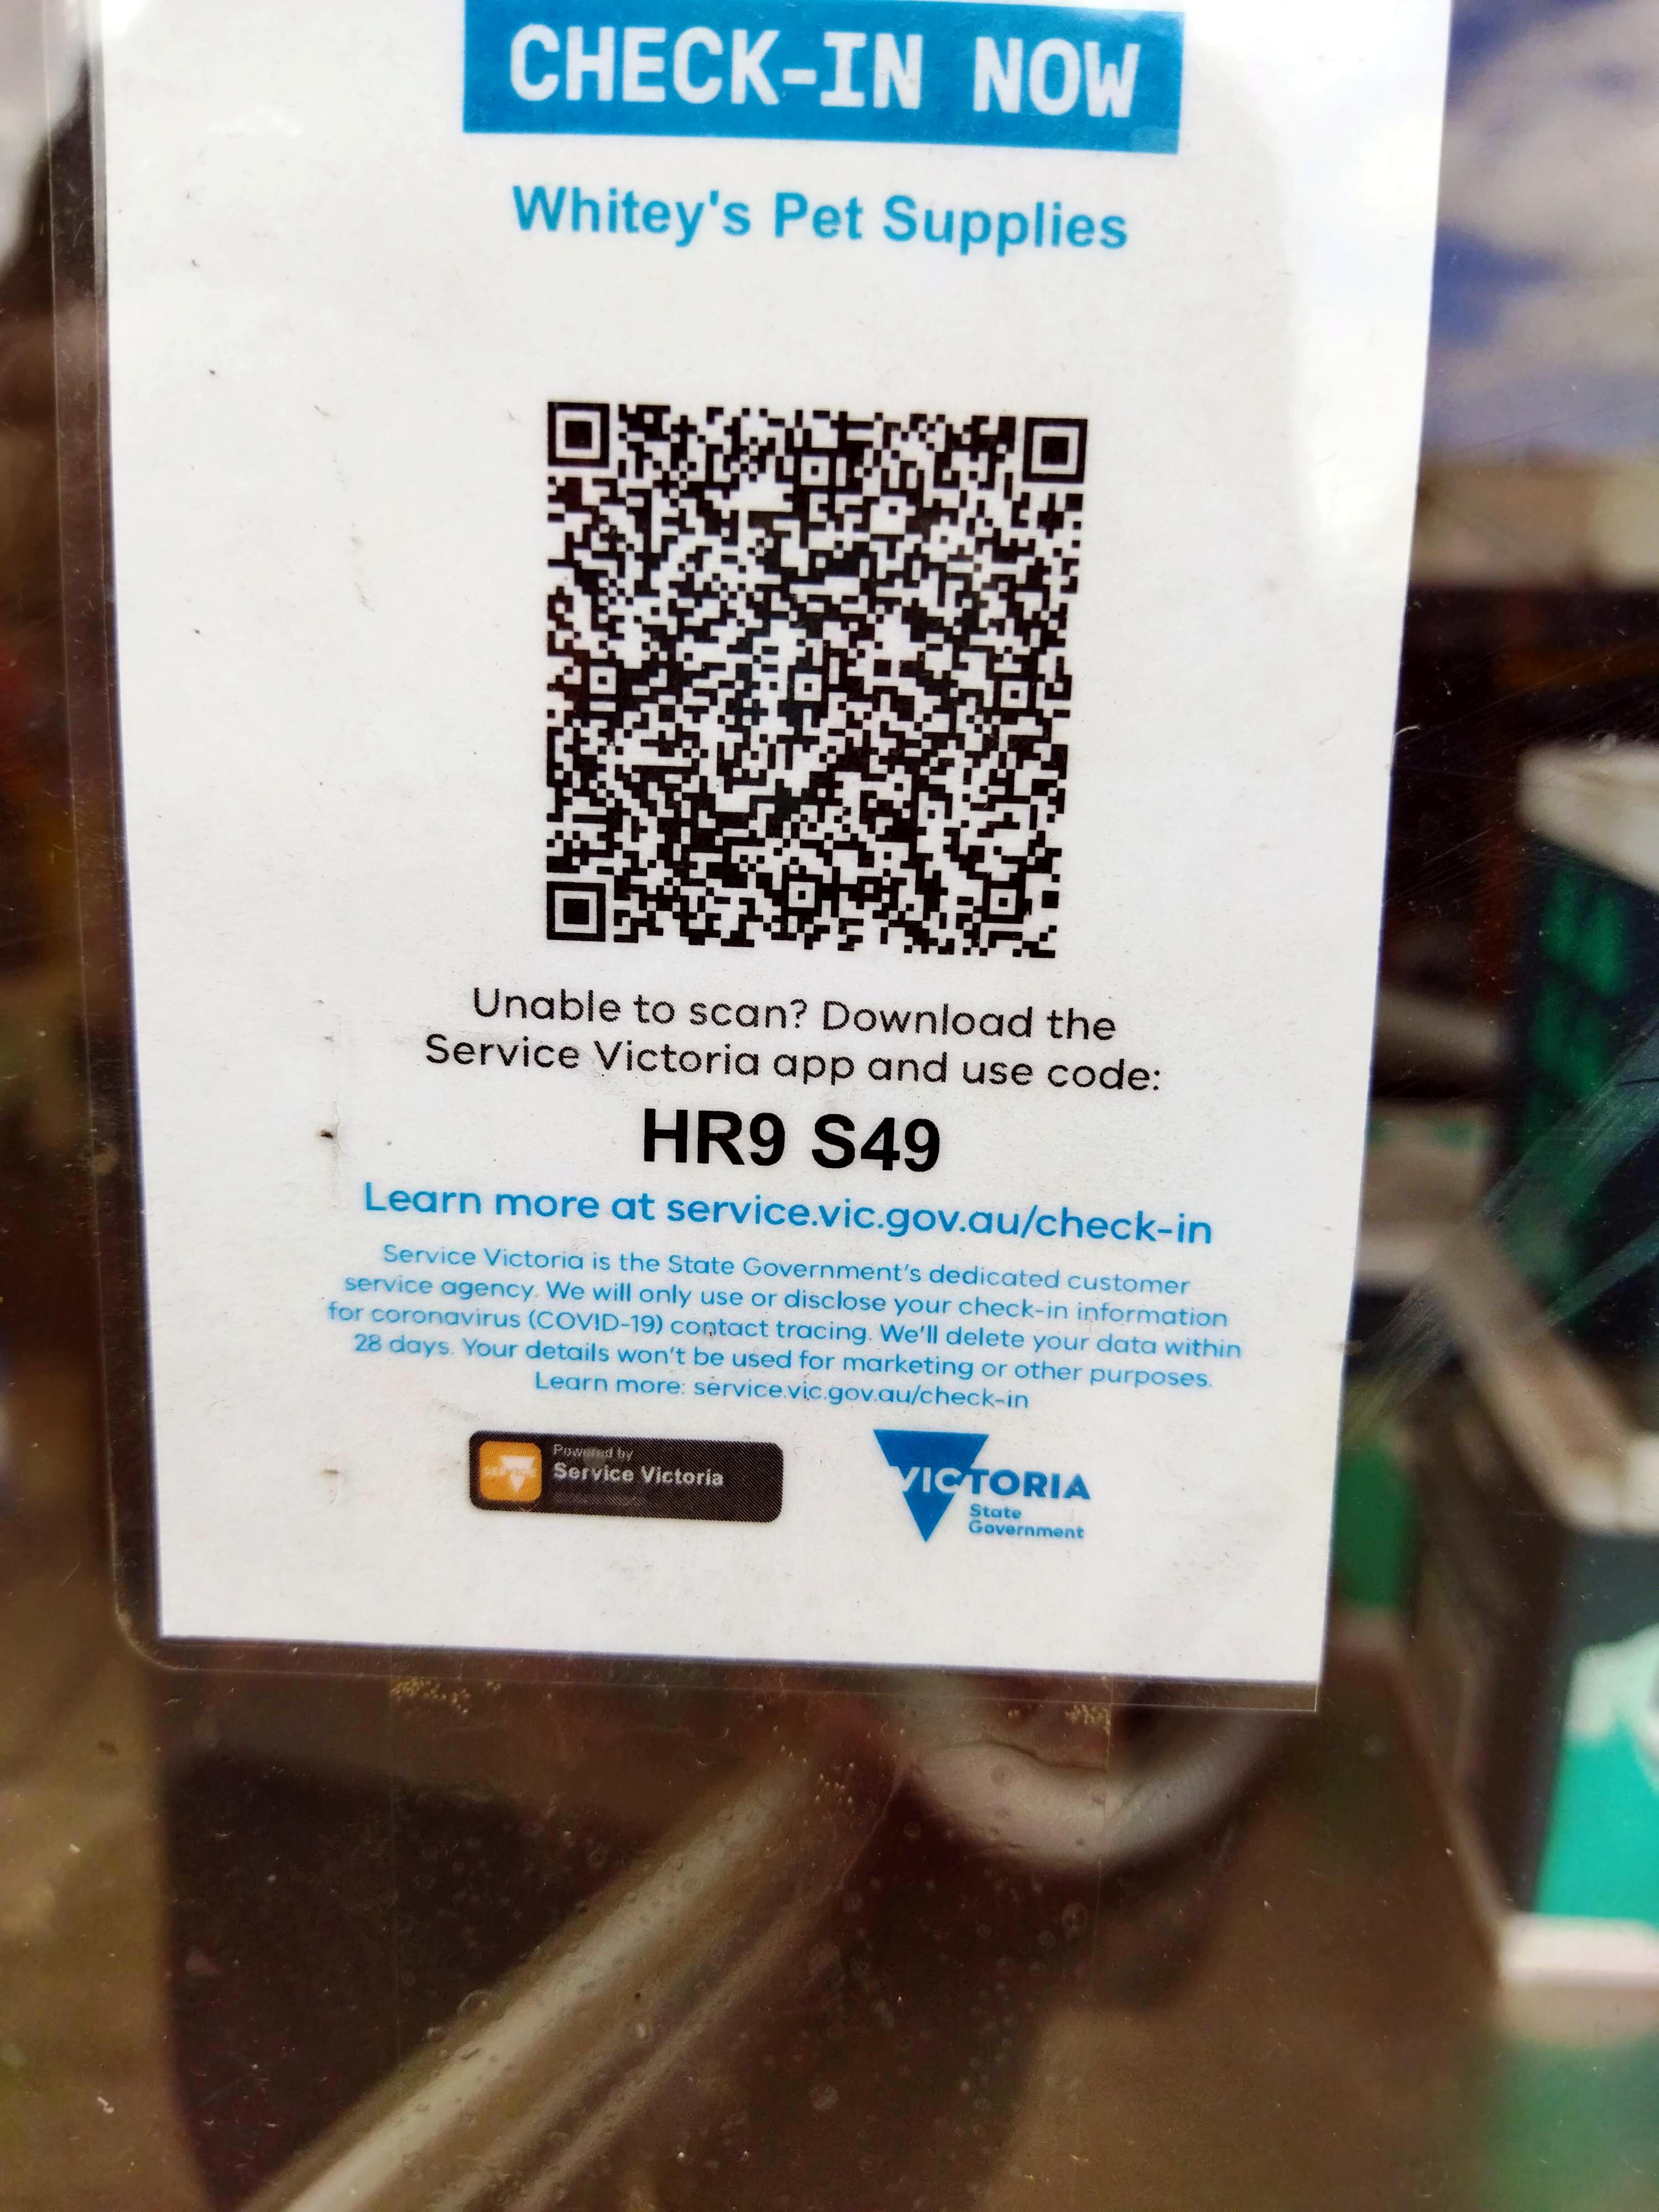 CHECK-IN NOW
Whitey's Pet Supplies
Unable to scan? Download the
Service Victoria app and use code:
HR9 S49
Learn more at service.vic.gov.au/check-in
Service Victoria is the State Government's dedicated customer
service agency. We will only use or disclose your check-in information
for coronavirus (COVID-19) contact tracing. We'll delete your data within
28 days. Your details won't be used for marketing or other purposes.
Learn more: service.vic.gov.au/check-in
Powered by
Service Victoria
VICTORIA
State
Government